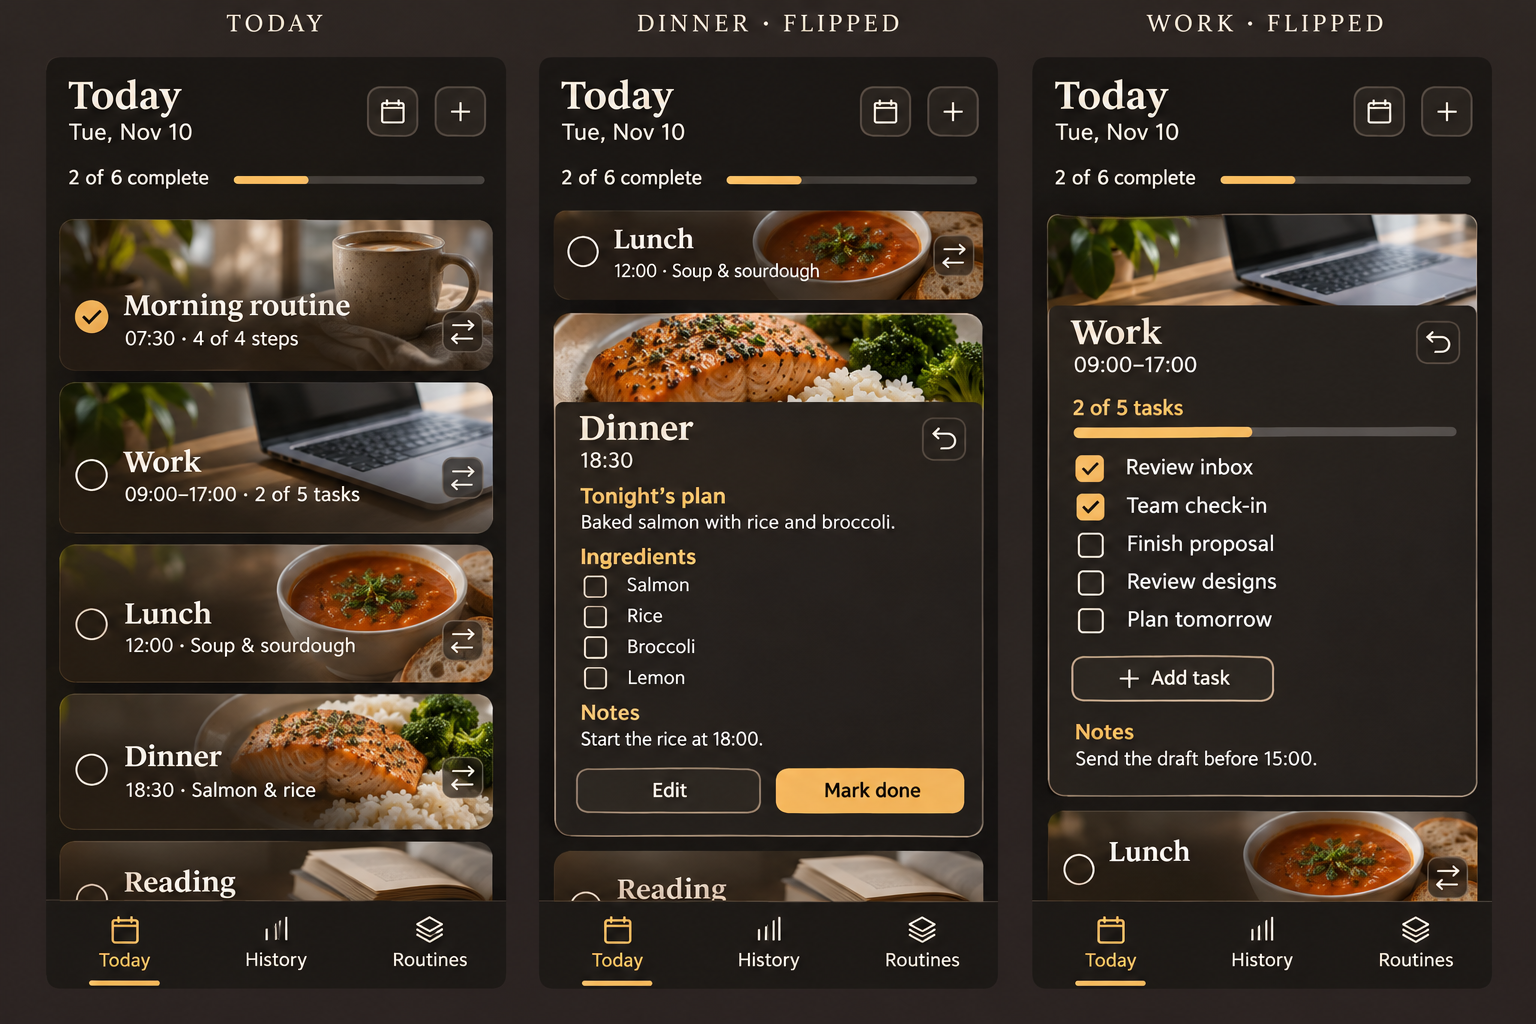 TODAY
Today
Tue, Nov 10
2 of 6 complete
Morning routine
07:30 · 4 of 4 steps
Work
09:00–17:00 · 2 of 5 tasks
Lunch
12:00 · Soup & sourdough
Dinner
18:30 · Salmon & rice
Reading
Today
History
Routines
DINNER · FLIPPED
Today
Tue, Nov 10
2 of 6 complete
Lunch
12:00 · Soup & sourdough
Dinner
18:30
Tonight's plan
Baked salmon with rice and broccoli.
Ingredients
Salmon
Rice
Broccoli
Lemon
Notes
Start the rice at 18:00.
Edit
Mark done
Reading
Today
History
Routines
WORK · FLIPPED
Today
Tue, Nov 10
2 of 6 complete
Work
09:00–17:00
2 of 5 tasks
Review inbox
Team check-in
Finish proposal
Review designs
Plan tomorrow
Add task
Notes
Send the draft before 15:00.
Lunch
Today
History
Routines